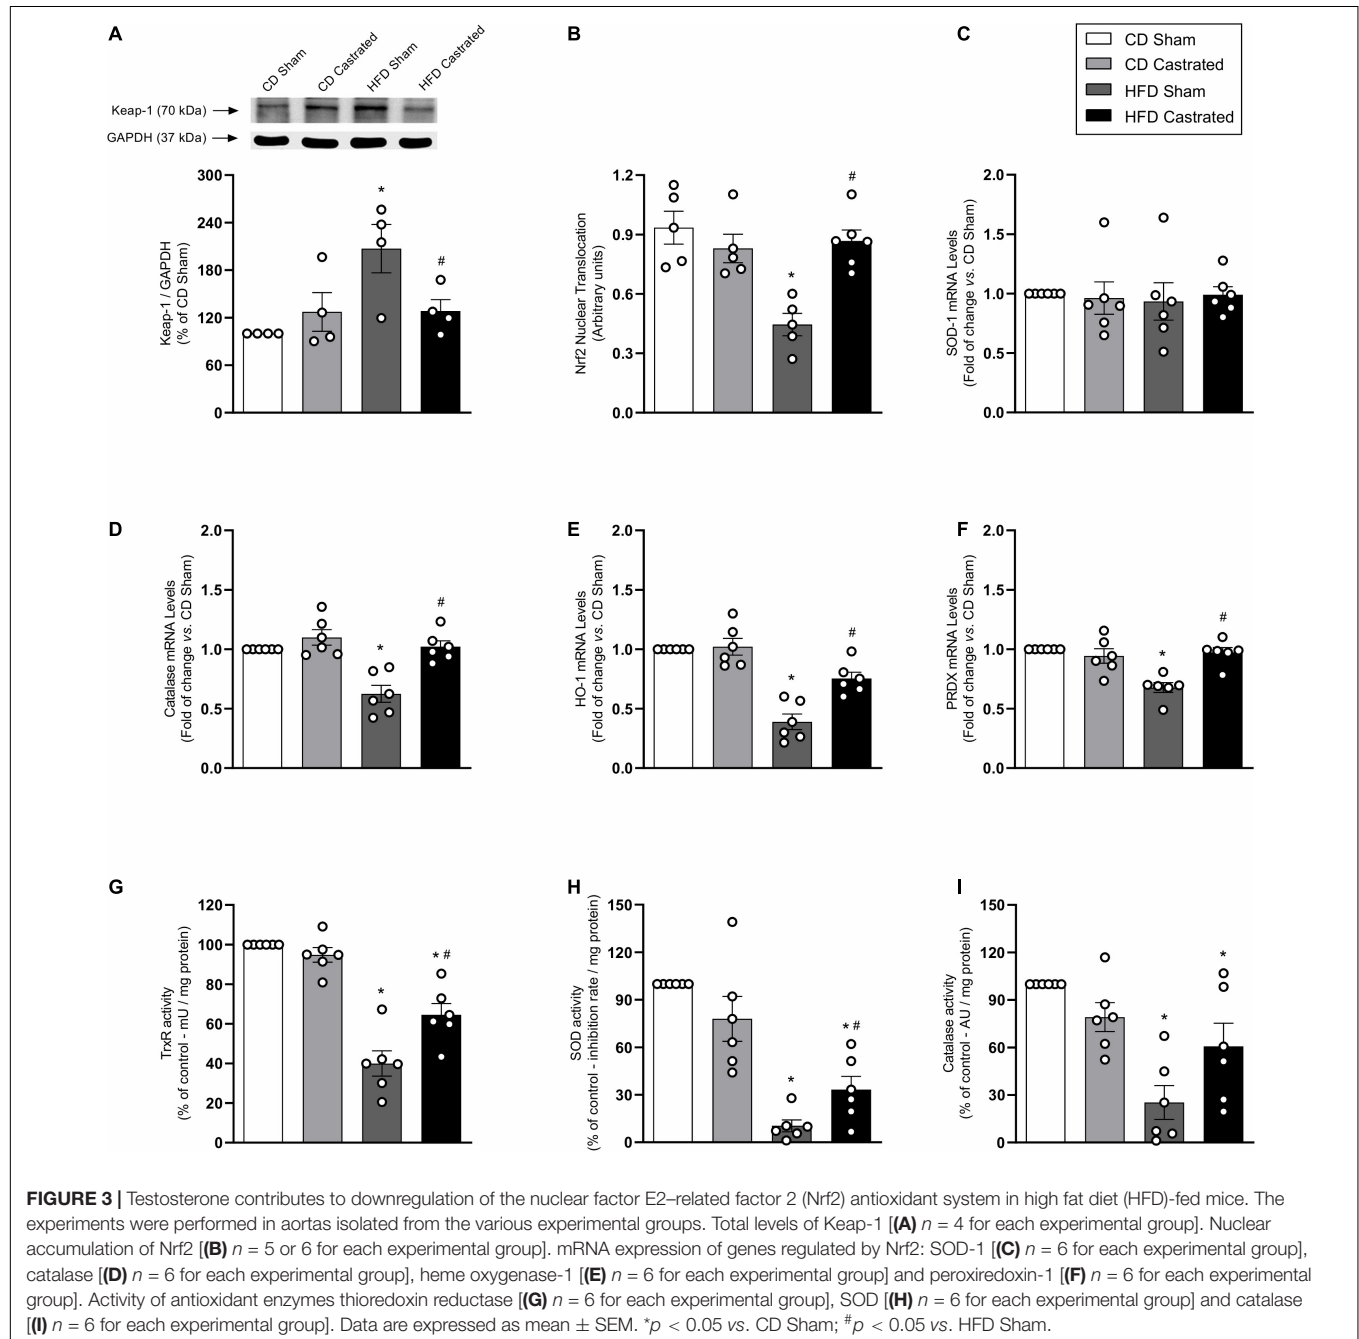 A
B
C
CD Sham
CD Castrated
HFD Sham
HFD Castrated
CD Sham
CD Castrated
HFD Sham
HFD Castrated
Keap-1 (70 kDa)
GAPDH (37 kDa)
300
240
180
120
60
0
Keap-1 / GAPDH
(% of CD Sham)
*
#
1.2
0.9
0.6
0.3
0.0
Nrf2 Nuclear Translocation
(Arbitrary units)
*
#
2.0
1.5
1.0
0.5
0.0
SOD-1 mRNA Levels
(Fold of change vs. CD Sham)
D
2.0
1.5
1.0
0.5
0.0
Catalase mRNA Levels
(Fold of change vs. CD Sham)
*
#
E
2.0
1.5
1.0
0.5
0.0
HO-1 mRNA Levels
(Fold of change vs. CD Sham)
*
#
F
2.0
1.5
1.0
0.5
0.0
PRDX mRNA Levels
(Fold of change vs. CD Sham)
*
#
G
120
100
80
60
40
20
0
TrxR activity
(% of control - mU / mg protein)
*
* #
H
150
120
90
60
30
0
SOD activity
(% of control - inhibition rate / mg protein)
*
* #
I
150
120
90
60
30
0
Catalase activity
(% of control - AU / mg protein)
*
*
FIGURE 3 | Testosterone contributes to downregulation of the nuclear factor E2–related factor 2 (Nrf2) antioxidant system in high fat diet (HFD)-fed mice. The
experiments were performed in aortas isolated from the various experimental groups. Total levels of Keap-1 [(A) n = 4 for each experimental group]. Nuclear
accumulation of Nrf2 [(B) n = 5 or 6 for each experimental group]. mRNA expression of genes regulated by Nrf2: SOD-1 [(C) n = 6 for each experimental group],
catalase [(D) n = 6 for each experimental group], heme oxygenase-1 [(E) n = 6 for each experimental group] and peroxiredoxin-1 [(F) n = 6 for each experimental
group]. Activity of antioxidant enzymes thioredoxin reductase [(G) n = 6 for each experimental group], SOD [(H) n = 6 for each experimental group] and catalase
[(I) n = 6 for each experimental group]. Data are expressed as mean ± SEM. *p < 0.05 vs. CD Sham; #p < 0.05 vs. HFD Sham.